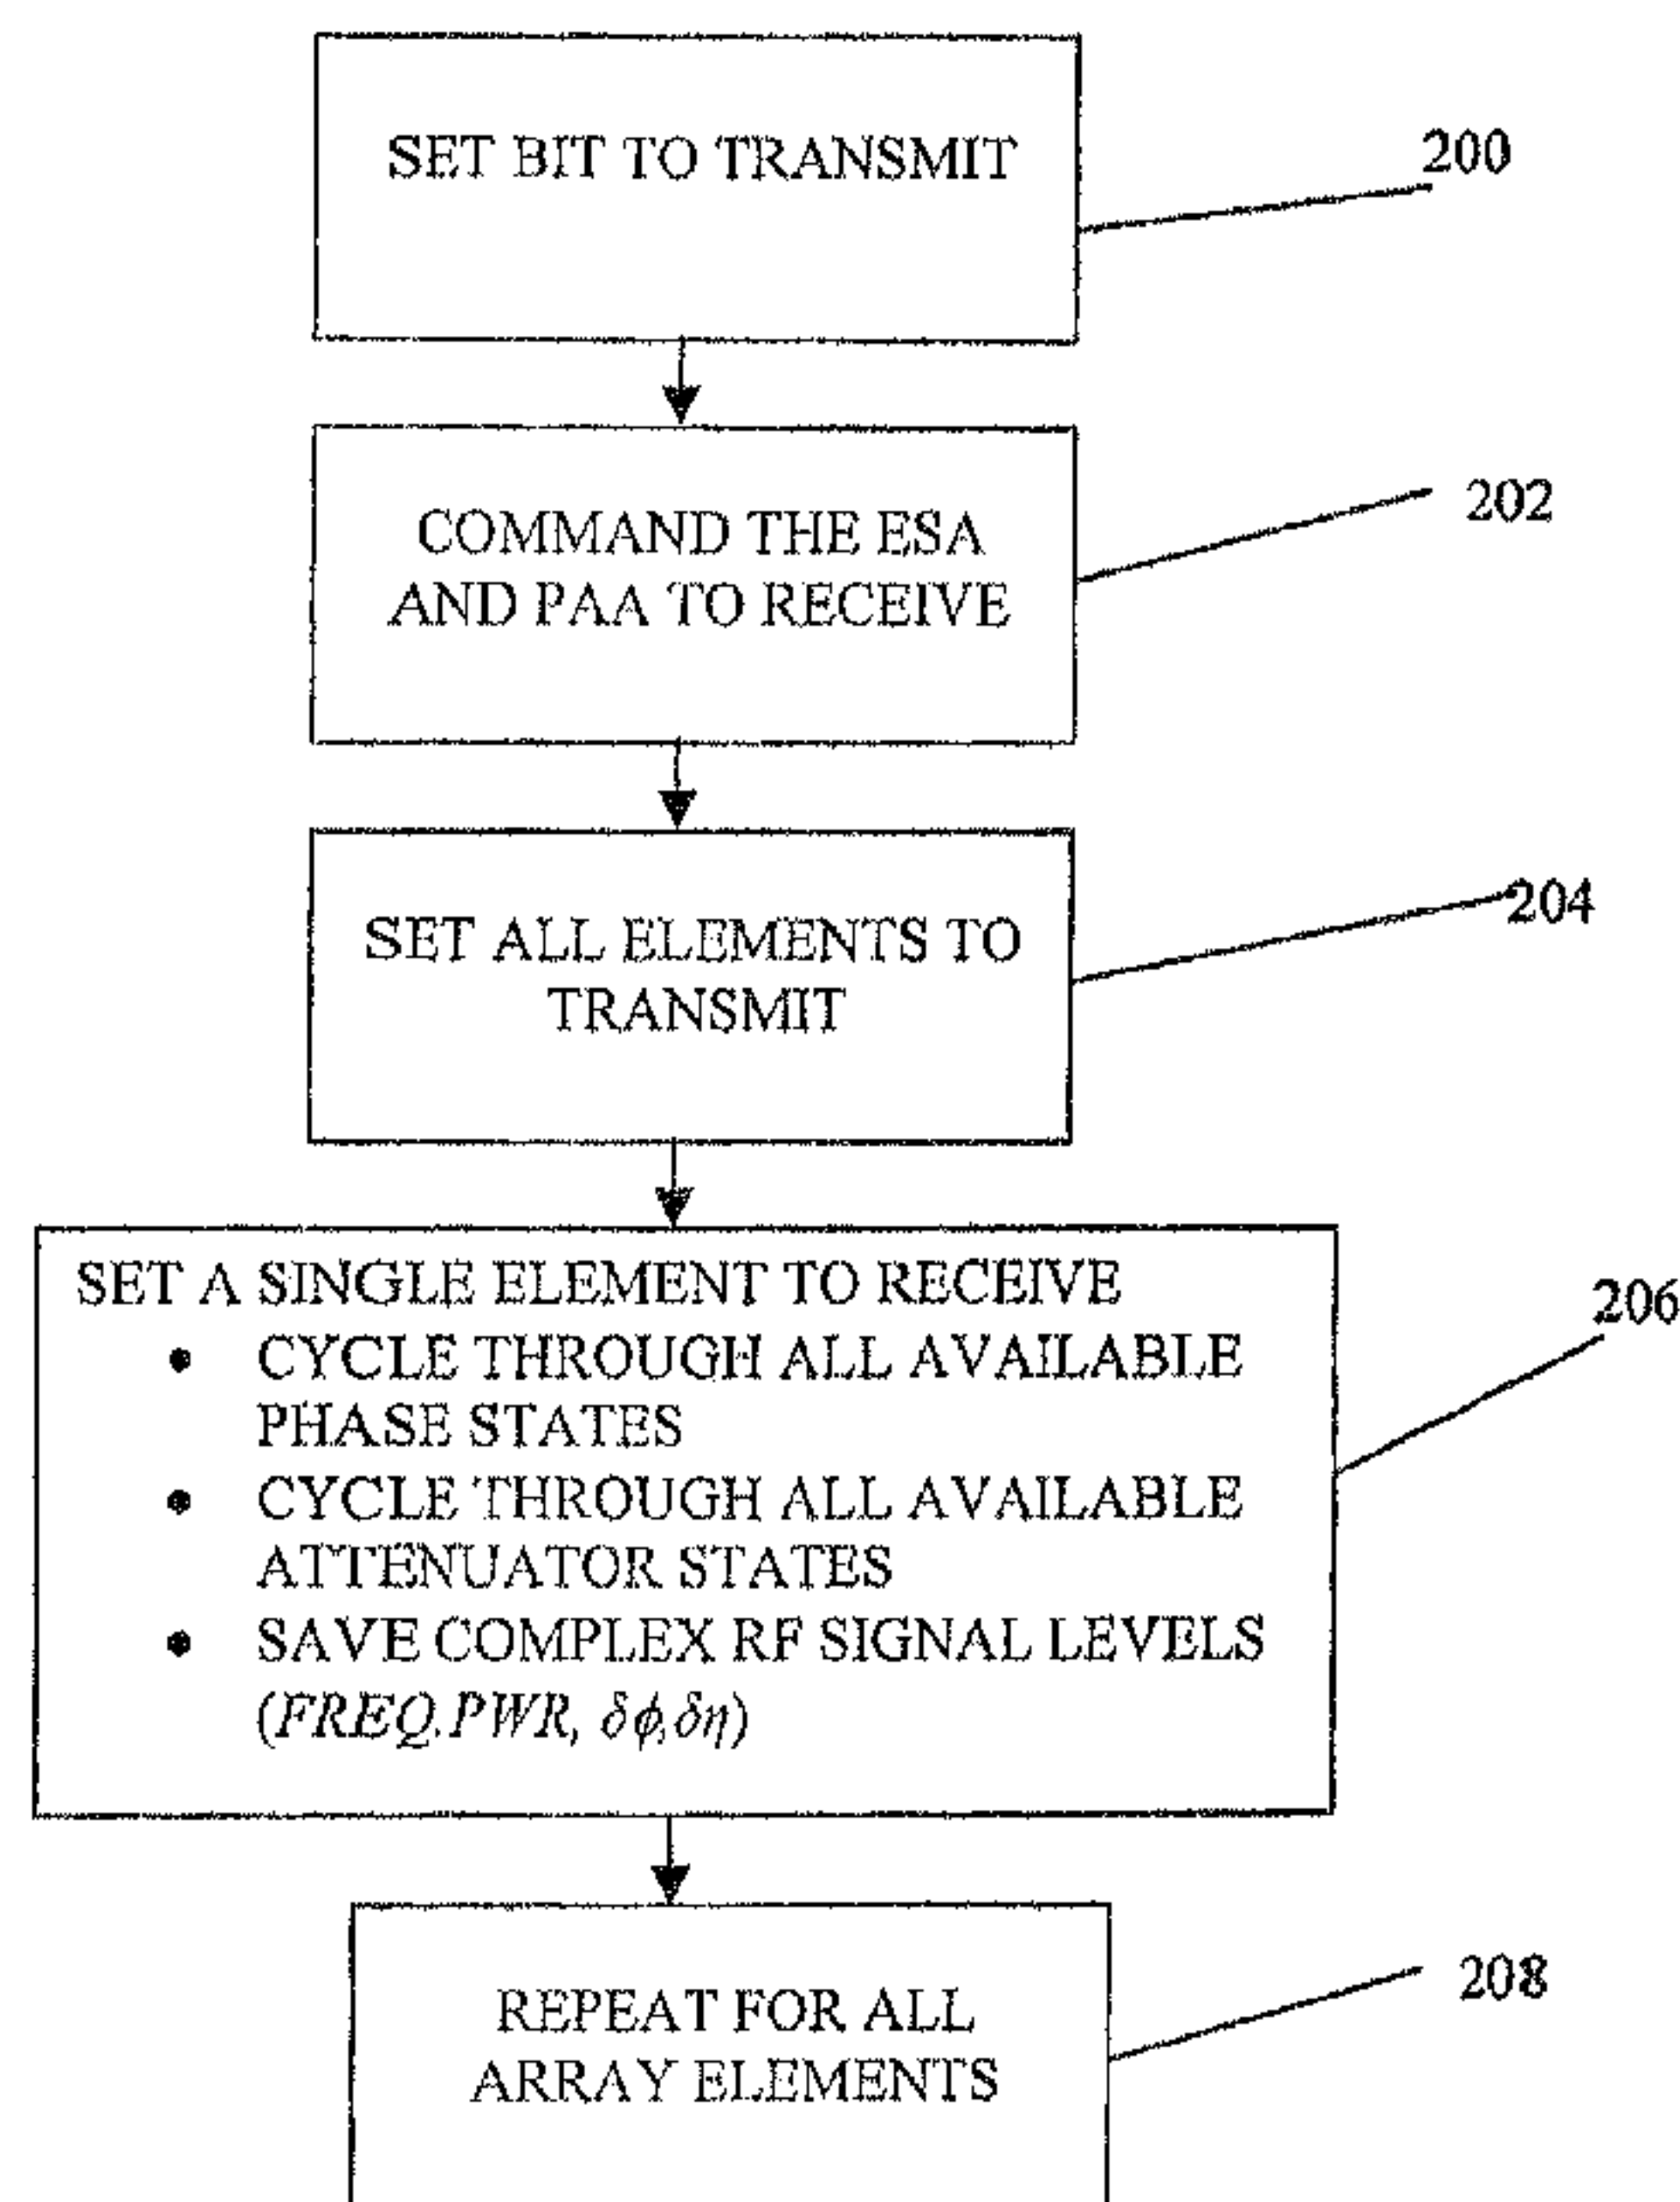 SET BIT TO TRANSMIT
200
COMMAND THE ESA
AND PAA TO RECEIVE
202
SET ALL ELEMENTS TO
TRANSMIT
204
SET A SINGLE ELEMENT TO RECEIVE
• CYCLE THROUGH ALL AVAILABLE
PHASE STATES
• CYCLE THROUGH ALL AVAILABLE
ATTENUATOR STATES
• SAVE COMPLEX RF SIGNAL LEVELS
(FREQ.PWR, δϕ,δη)
206
REPEAT FOR ALL
ARRAY ELEMENTS
208